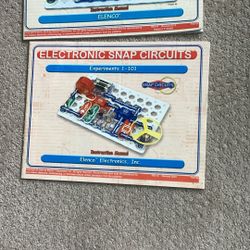 Instruction Manual
ELENCO
ELECTRONIC SNAP CIRCUITS
Experiments 1-101
SNAP CIRCUITS
Instruction Manual
Elenco Electronics, Inc.